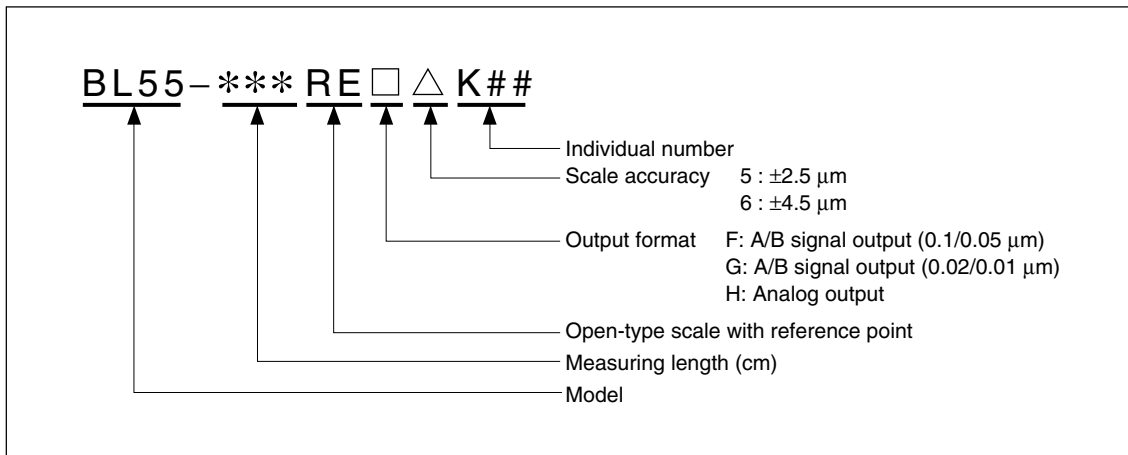 BL55–***RE□△K##
Individual number
Scale accuracy 5 : ±2.5 μm
6 : ±4.5 μm
Output format F: A/B signal output (0.1/0.05 μm)
G: A/B signal output (0.02/0.01 μm)
H: Analog output
Open-type scale with reference point
Measuring length (cm)
Model